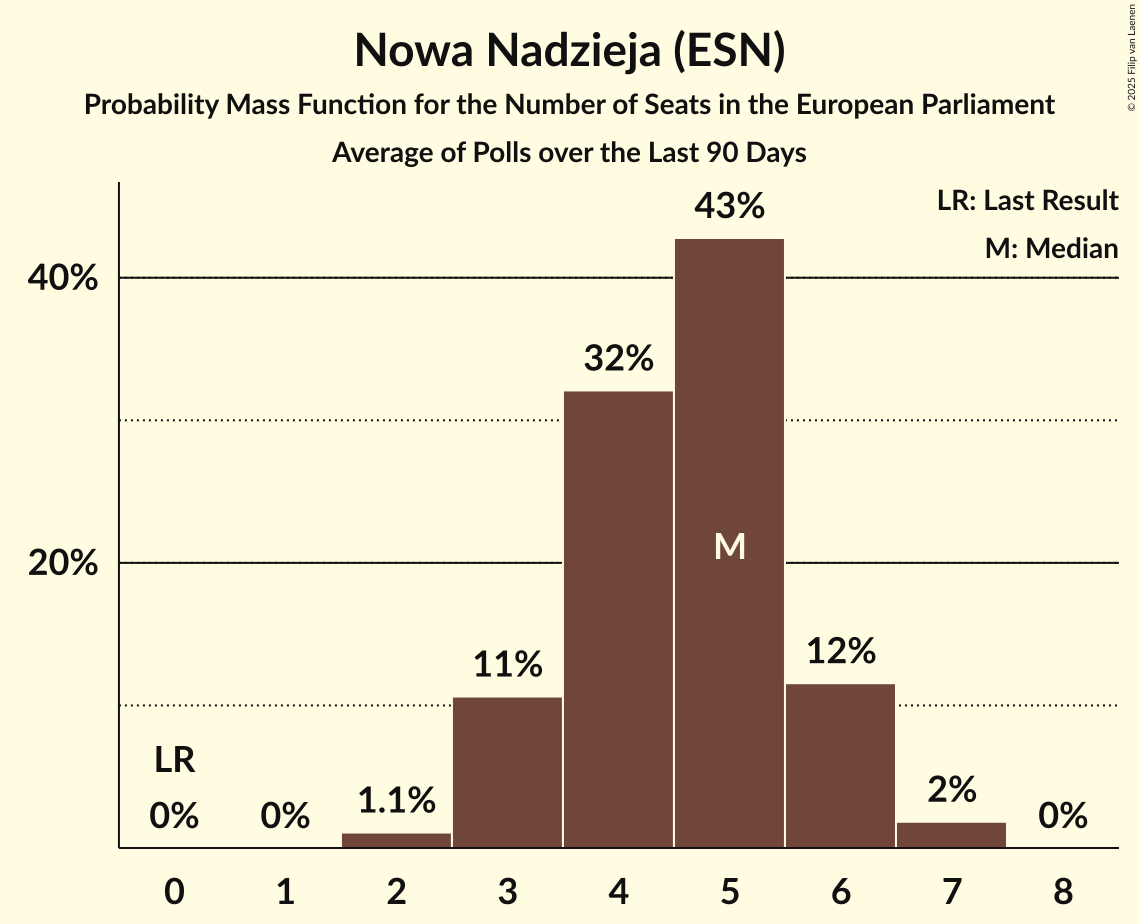 Nowa Nadzieja (ESN)
Probability Mass Function for the Number of Seats in the European Parliament
Average of Polls over the Last 90 Days
© 2025 Filip van Laenen
LR: Last Result
M: Median
43%
40%
32%
M
20%
12%
11%
LR
2%
1.1%
0%
0%
0%
0 1 2 3 4 5 6 7 8